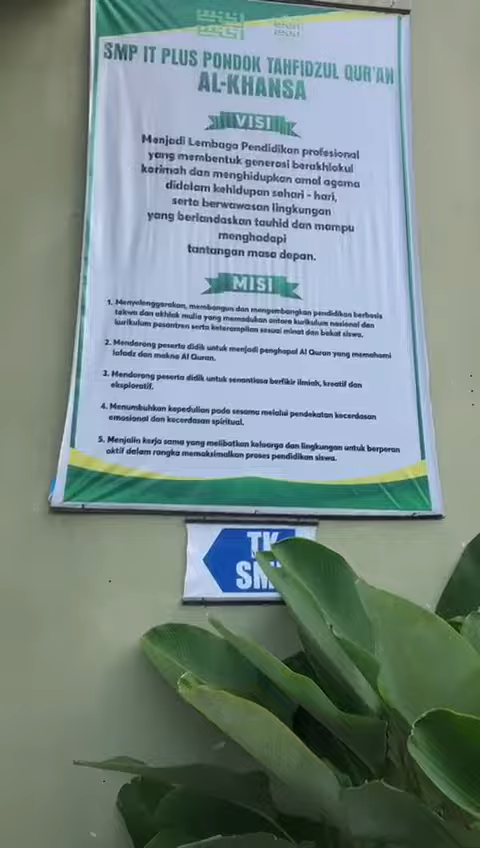 SMP IT PLUS PONDOK TAHFIDZUL QUR'AN
AL-KHANSA
VISI
Menjadi Lembaga Pendidikan profesional
yang membentuk generasi berakhlakul
karimah dan menghidupkan amal agama
didalam kehidupan sehari - hari,
serta berwawasan lingkungan
yang berlandaskan tauhid dan mampu
menghadapi
tantangan masa depan.
MISI
1. Menyelenggarakan, membangun dan mengembangkan pendidikan berbasis
takwa dan akhlak mulia yang memadukan antara kurikulum nasional dan
kurikulum pesantren serta keterampilan sesuai minat dan bakat siswa.
2. Mendorong peserta didik untuk menjadi penghapal Al Quran yang memahami
lafadz dan makna Al Quran.
3. Mendorong peserta didik untuk senantiasa berfikir ilmiah, kreatif dan
eksploratif.
4. Menumbuhkan kepedulian pada sesama melalui pendekatan kecerdasan
emosional dan kecerdasan spiritual.
5. Menjalin kerja sama yang melibatkan keluarga dan lingkungan untuk berperan
aktif dalam rangka memaksimalkan proses pendidikan siswa.
TK